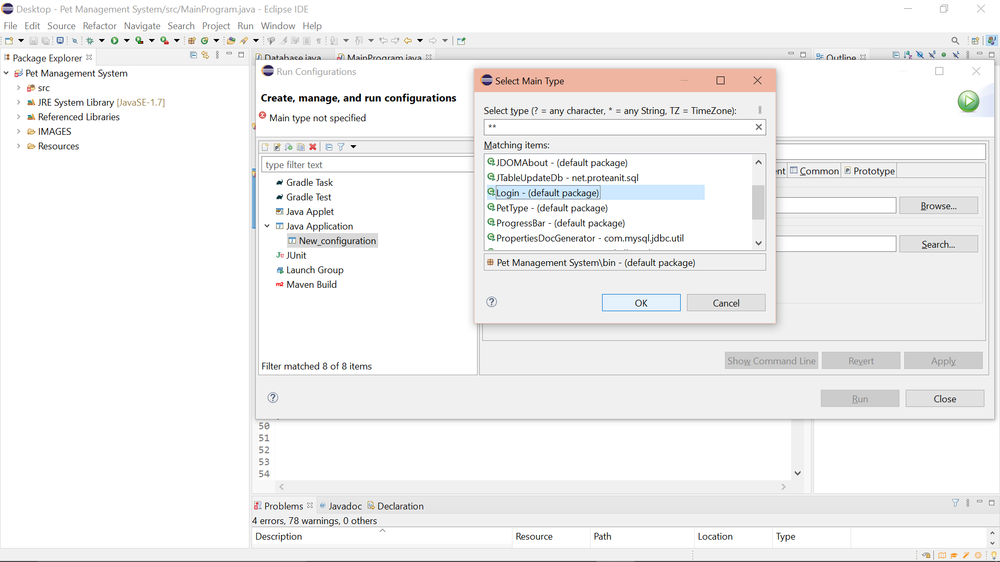 Desktop - Pet Management System/src/MainProgram.java - Eclipse IDE
File Edit Source Refactor Navigate Search Project Run Window Help
Package Explorer
Pet Management System
src
JRE System Library [JavaSE-1.7]
Referenced Libraries
IMAGES
Resources
Database.java
MainProgram.java
Outline
Run Configurations
Create, manage, and run configurations
Main type not specified
type filter text
Gradle Task
Gradle Test
Java Applet
Java Application
New_configuration
JUnit
Launch Group
Maven Build
Filter matched 8 of 8 items
Common
Prototype
Browse...
Search...
Show Command Line
Revert
Apply
Run
Close
Select Main Type
Select type (? = any character, * = any String, TZ = TimeZone):
**
Matching items:
JDOMAbout - (default package)
JTableUpdateDb - net.proteanit.sql
Login - (default package)
PetType - (default package)
ProgressBar - (default package)
PropertiesDocGenerator - com.mysql.jdbc.util
Pet Management System\bin - (default package)
OK
Cancel
50
51
52
53
54
Problems
@ Javadoc
Declaration
4 errors, 78 warnings, 0 others
Description Resource Path Location Type